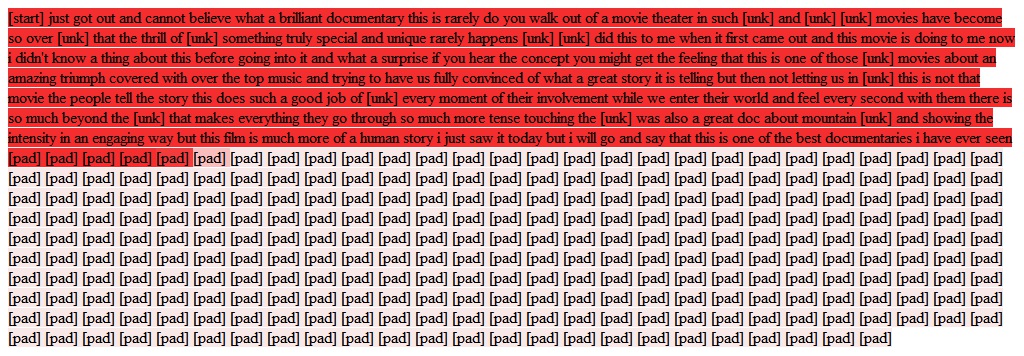 [start] just got out and cannot believe what a brilliant documentary this is rarely do you walk out of a movie theater in such [unk] and [unk] [unk] movies have become
so over [unk] that the thrill of [unk] something truly special and unique rarely happens [unk] [unk] did this to me when it first came out and this movie is doing to me now
i didn't know a thing about this before going into it and what a surprise if you hear the concept you might get the feeling that this is one of those [unk] movies about an
amazing triumph covered with over the top music and trying to have us fully convinced of what a great story it is telling but then not letting us in [unk] this is not that
movie the people tell the story this does such a good job of [unk] every moment of their involvement while we enter their world and feel every second with them there is
so much beyond the [unk] that makes everything they go through so much more tense touching the [unk] was also a great doc about mountain [unk] and showing the
intensity in an engaging way but this film is much more of a human story i just saw it today but i will go and say that this is one of the best documentaries i have ever seen
[pad] [pad] [pad] [pad] [pad] [pad] [pad] [pad] [pad] [pad] [pad] [pad] [pad] [pad] [pad] [pad] [pad] [pad] [pad] [pad] [pad] [pad] [pad] [pad] [pad] [pad] [pad]
[pad] [pad] [pad] [pad] [pad] [pad] [pad] [pad] [pad] [pad] [pad] [pad] [pad] [pad] [pad] [pad] [pad] [pad] [pad] [pad] [pad] [pad] [pad] [pad] [pad] [pad] [pad]
[pad] [pad] [pad] [pad] [pad] [pad] [pad] [pad] [pad] [pad] [pad] [pad] [pad] [pad] [pad] [pad] [pad] [pad] [pad] [pad] [pad] [pad] [pad] [pad] [pad] [pad] [pad]
[pad] [pad] [pad] [pad] [pad] [pad] [pad] [pad] [pad] [pad] [pad] [pad] [pad] [pad] [pad] [pad] [pad] [pad] [pad] [pad] [pad] [pad] [pad] [pad] [pad] [pad] [pad]
[pad] [pad] [pad] [pad] [pad] [pad] [pad] [pad] [pad] [pad] [pad] [pad] [pad] [pad] [pad] [pad] [pad] [pad] [pad] [pad] [pad] [pad] [pad] [pad] [pad] [pad] [pad]
[pad] [pad] [pad] [pad] [pad] [pad] [pad] [pad] [pad] [pad] [pad] [pad] [pad] [pad] [pad] [pad] [pad] [pad] [pad] [pad] [pad] [pad] [pad] [pad] [pad] [pad] [pad]
[pad] [pad] [pad] [pad] [pad] [pad] [pad] [pad] [pad] [pad] [pad] [pad] [pad] [pad] [pad] [pad] [pad] [pad] [pad] [pad] [pad] [pad] [pad] [pad] [pad] [pad] [pad]
[pad] [pad] [pad] [pad] [pad] [pad] [pad] [pad] [pad] [pad] [pad] [pad] [pad] [pad] [pad] [pad] [pad] [pad] [pad] [pad] [pad] [pad] [pad] [pad] [pad] [pad] [pad]
[pad] [pad] [pad] [pad] [pad] [pad] [pad] [pad] [pad] [pad] [pad] [pad] [pad] [pad] [pad] [pad] [pad] [pad] [pad] [pad] [pad] [pad] [pad] [pad] [pad] [pad] [pad]
[pad] [pad] [pad] [pad] [pad] [pad] [pad] [pad] [pad] [pad] [pad] [pad] [pad] [pad] [pad] [pad] [pad] [pad] [pad] [pad] [pad] [pad] [pad] [pad]